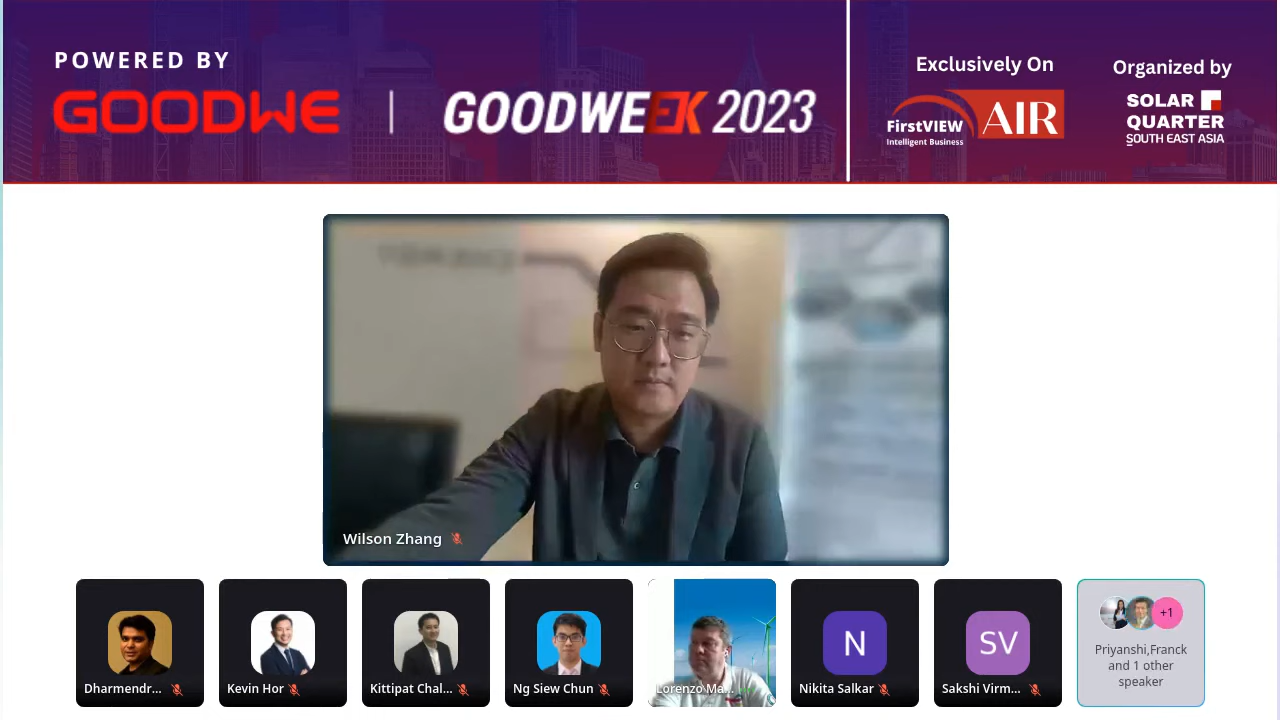 POWERED BY
GOODWE
GOODWEEK 2023
Exclusively On
FirstVIEW
Intelligent Business
AIR
Organized by
SOLAR
QUARTER
SOUTH EAST ASIA
Wilson Zhang
Dharmendr...
Kevin Hor
Kittipat Chal...
Ng Siew Chun
Lorenzo Ma...
N
Nikita Salkar
SV
Sakshi Virm...
+1
Priyanshi,Franck
and 1 other
speaker